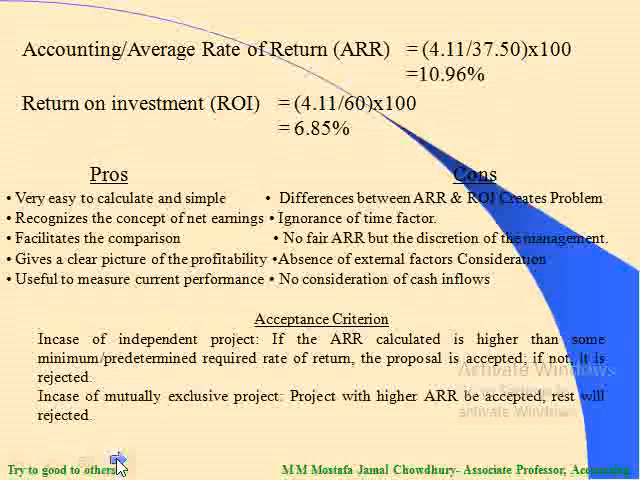 Accounting/Average Rate of Return (ARR) = (4.11/37.50)x100
=10.96%
Return on investment (ROI) = (4.11/60)x100
= 6.85%
Pros Cons
• Very easy to calculate and simple • Differences between ARR & ROI Creates Problem
• Recognizes the concept of net earnings • Ignorance of time factor.
• Facilitates the comparison • No fair ARR but the discretion of the management.
• Gives a clear picture of the profitability •Absence of external factors Consideration
• Useful to measure current performance • No consideration of cash inflows
Acceptance Criterion
Incase of independent project: If the ARR calculated is higher than some
minimum/predetermined required rate of return, the proposal is accepted; if not, it is
rejected.
Incase of mutually exclusive project: Project with higher ARR be accepted, rest will
rejected.
Activate Windows
activate Windows
Try to good to others M M Mostafa Jamal Chowdhury- Associate Professor, Accounting